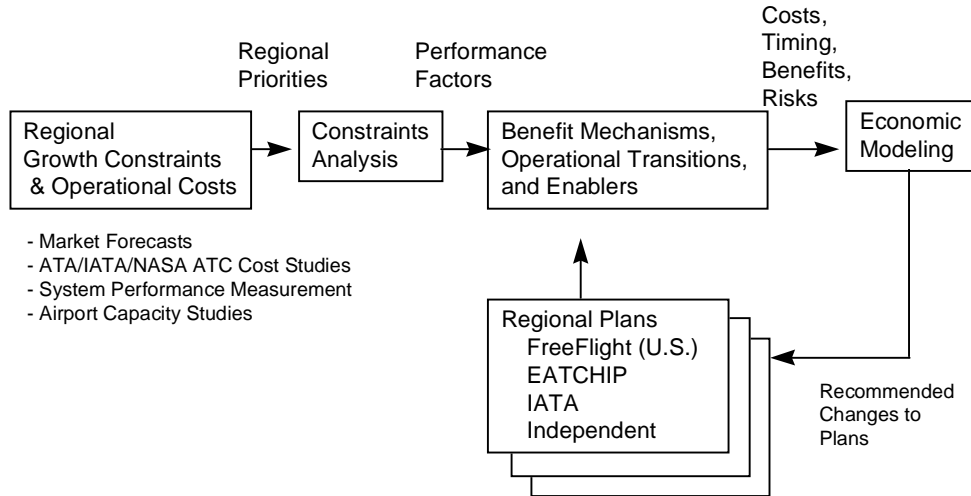 Regional
Priorities
Performance
Factors
Costs,
Timing,
Benefits,
Risks
Regional
Growth Constraints
& Operational Costs
Constraints
Analysis
Benefit Mechanisms,
Operational Transitions,
and Enablers
Economic
Modeling
- Market Forecasts
- ATA/IATA/NASA ATC Cost Studies
- System Performance Measurement
- Airport Capacity Studies
Regional Plans
FreeFlight (U.S.)
EATCHIP
IATA
Independent
Recommended
Changes to
Plans